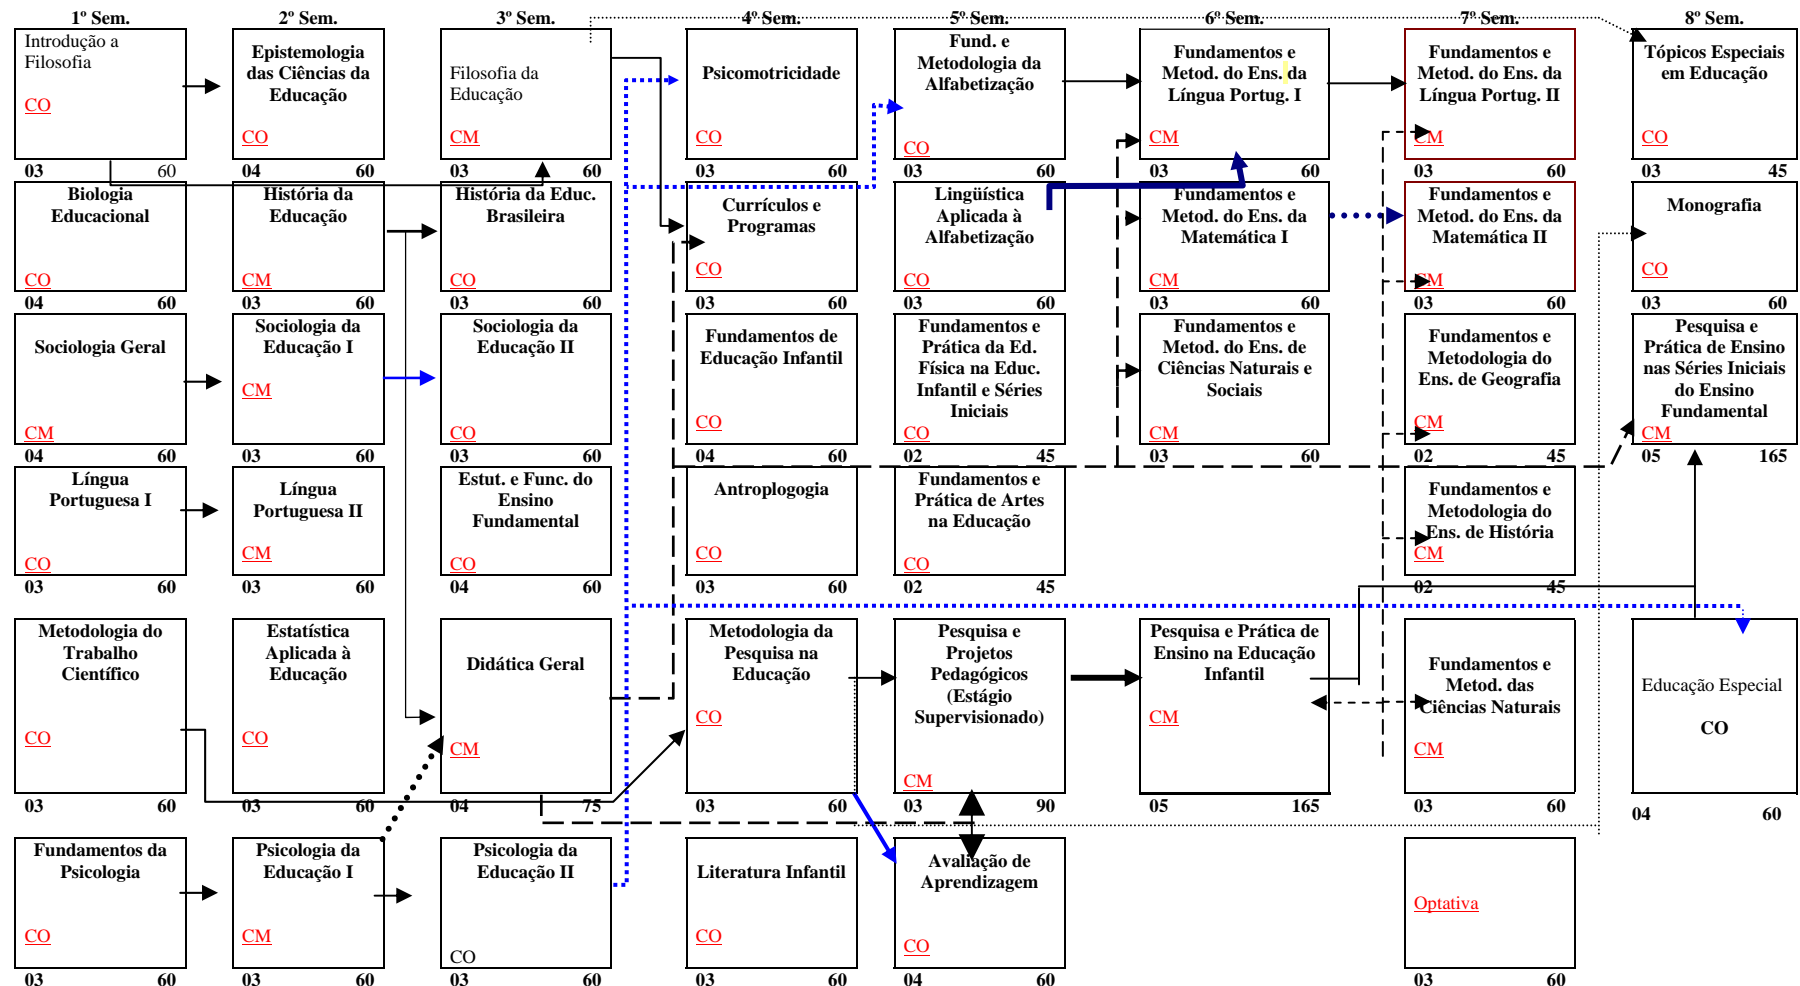 1º Sem. 2º Sem. 3º Sem. 4º Sem. 5º Sem. 6º Sem. 7º Sem. 8º Sem.
Introdução a
Filosofia
CO
03 60
Epistemologia
das Ciências da
Educação
CO
04 60
Filosofia da
Educação
CM
03 60
Psicomotricidade
CO
03 60
Fund. e
Metodologia da
Alfabetização
CO
03 60
Fundamentos e
Metod. do Ens. da
Língua Portug. I
CM
03 60
Fundamentos e
Metod. do Ens. da
Língua Portug. II
CM
03 60
Tópicos Especiais
em Educação
CO
03 45
Biologia
Educacional
CO
04 60
História da
Educação
CM
03 60
História da Educ.
Brasileira
CO
03 60
Currículos e
Programas
CO
03 60
Lingüística
Aplicada à
Alfabetização
CO
03 60
Fundamentos e
Metod. do Ens. da
Matemática I
CM
03 60
Fundamentos e
Metod. do Ens. da
Matemática II
CM
03 60
Monografia
CO
03 60
Sociologia Geral
CM
04 60
Sociologia da
Educação I
CM
03 60
Sociologia da
Educação II
CO
03 60
Fundamentos de
Educação Infantil
CO
04 60
Fundamentos e
Prática da Ed.
Física na Educ.
Infantil e Séries
Iniciais
CO
02 45
Fundamentos e
Metod. do Ens. de
Ciências Naturais e
Sociais
CM
03 60
Fundamentos e
Metodologia do
Ens. de Geografia
CM
02 45
Pesquisa e
Prática de Ensino
nas Séries Iniciais
do Ensino
Fundamental
CM
05 165
Língua
Portuguesa I
CO
03 60
Língua
Portuguesa II
CM
03 60
Estut. e Func. do
Ensino
Fundamental
CO
04 60
Antroplogogia
CO
03 60
Fundamentos e
Prática de Artes
na Educação
CO
02 45
Fundamentos e
Metodologia do
Ens. de História
CM
02 45
Metodologia do
Trabalho
Científico
CO
03 60
Estatística
Aplicada à
Educação
CO
03 60
Didática Geral
CM
04 75
Metodologia da
Pesquisa na
Educação
CO
03 60
Pesquisa e
Projetos
Pedagógicos
(Estágio
Supervisionado)
CM
03 90
Pesquisa e Prática de
Ensino na Educação
Infantil
CM
05 165
Fundamentos e
Metod. das
Ciências Naturais
CM
03 60
Educação Especial
CO
04 60
Fundamentos da
Psicologia
CO
03 60
Psicologia da
Educação I
CM
03 60
Psicologia da
Educação II
CO
03 60
Literatura Infantil
CO
03 60
Avaliação de
Aprendizagem
CO
04 60
Optativa
03 60